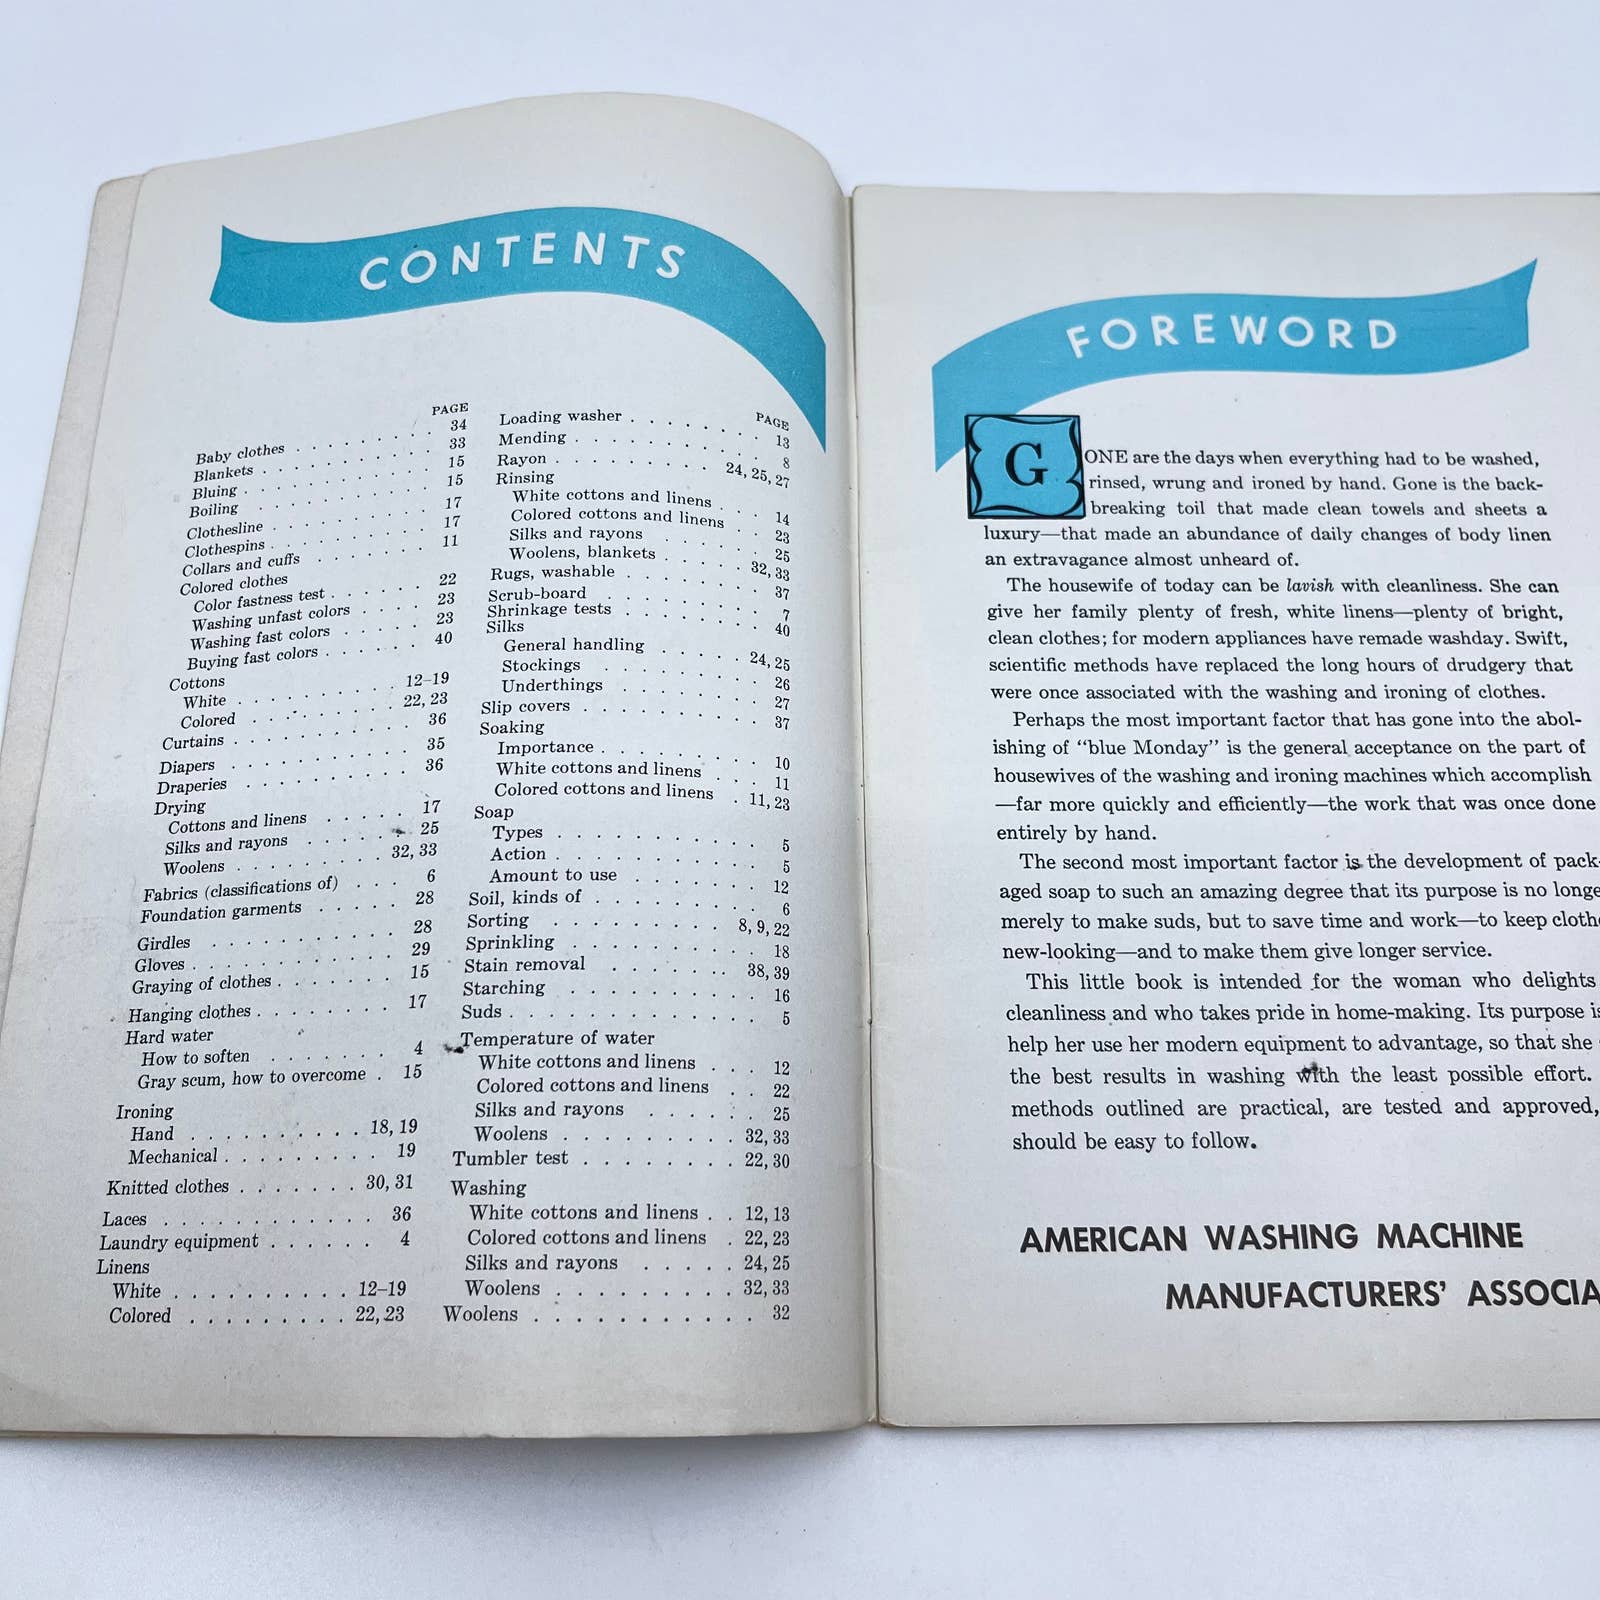 CONTENTS
PAGE
Baby clothes . . . . . . . . 34
Blankets . . . . . . . . . . 33
Bluing . . . . . . . . . . . 15
Boiling . . . . . . . . . . 15
Clothesline . . . . . . . . 17
Clothespins . . . . . . . . 17
Collars and cuffs . . . . . . 11
Colored clothes
Color fastness test . . . . . . 22
Washing unfast colors . . . . 23
Washing fast colors . . . . . 23
Buying fast colors . . . . . . 40
Cottons
White . . . . . . . . . 12–19
Colored . . . . . . . . . 22, 23
Curtains . . . . . . . . . . 36
Diapers . . . . . . . . . . 35
Draperies . . . . . . . . . 36
Drying
Cottons and linens . . . . . 17
Silks and rayons . . . . . . 25
Woolens . . . . . . . . 32, 33
Fabrics (classifications of) . . . 6
Foundation garments . . . . . 28
Girdles . . . . . . . . . . 28
Gloves . . . . . . . . . . . 29
Graying of clothes . . . . . . . 15
Hanging clothes . . . . . . . . 17
Hard water
How to soften . . . . . . . 4
Gray scum, how to overcome . 15
Ironing
Hand . . . . . . . . . . 18, 19
Mechanical . . . . . . . . . 19
Knitted clothes . . . . . . . 30, 31
Laces . . . . . . . . . . . . 36
Laundry equipment . . . . . . 4
Linens
White . . . . . . . . . . 12–19
Colored . . . . . . . . . 22, 23
PAGE
Loading washer . . . . . . . 13
Mending . . . . . . . . . . 8
Rayon . . . . . . . . . 24, 25, 27
Rinsing
White cottons and linens . . . 14
Colored cottons and linens . . 23
Silks and rayons . . . . . . 25
Woolens, blankets . . . . . 32, 33
Rugs, washable . . . . . . . . 37
Scrub-board . . . . . . . . . 7
Shrinkage tests . . . . . . . . 40
Silks
General handling . . . . . 24, 25
Stockings . . . . . . . . . 26
Underthings . . . . . . . . 27
Slip covers . . . . . . . . . . 37
Soaking
Importance . . . . . . . . . 10
White cottons and linens . . . 11
Colored cottons and linens . 11, 23
Soap
Types . . . . . . . . . . . 5
Action . . . . . . . . . . . 5
Amount to use . . . . . . . 12
Soil, kinds of . . . . . . . . . 6
Sorting . . . . . . . . . 8, 9, 22
Sprinkling . . . . . . . . . . 18
Stain removal . . . . . . . 38, 39
Starching . . . . . . . . . . 16
Suds . . . . . . . . . . . . . 5
Temperature of water
White cottons and linens . . . 12
Colored cottons and linens . . 22
Silks and rayons . . . . . . 25
Woolens . . . . . . . . . 32, 33
Tumbler test . . . . . . . . 22, 30
Washing
White cottons and linens . . 12, 13
Colored cottons and linens . 22, 23
Silks and rayons . . . . . 24, 25
Woolens . . . . . . . . . 32, 33
Woolens . . . . . . . . . . . 32
FOREWORD
GONE are the days when everything had to be washed,
rinsed, wrung and ironed by hand. Gone is the back-
breaking toil that made clean towels and sheets a
luxury—that made an abundance of daily changes of body linen
an extravagance almost unheard of.
The housewife of today can be lavish with cleanliness. She can
give her family plenty of fresh, white linens—plenty of bright,
clean clothes; for modern appliances have remade washday. Swift,
scientific methods have replaced the long hours of drudgery that
were once associated with the washing and ironing of clothes.
Perhaps the most important factor that has gone into the abol-
ishing of “blue Monday” is the general acceptance on the part of
housewives of the washing and ironing machines which accomplish
—far more quickly and efficiently—the work that was once done
entirely by hand.
The second most important factor is the development of pack-
aged soap to such an amazing degree that its purpose is no longe
merely to make suds, but to save time and work—to keep cloth
new-looking—and to make them give longer service.
This little book is intended for the woman who delights
cleanliness and who takes pride in home-making. Its purpose is
help her use her modern equipment to advantage, so that she
the best results in washing with the least possible effort.
methods outlined are practical, are tested and approved,
should be easy to follow.
AMERICAN WASHING MACHINE
MANUFACTURERS’ ASSOCIA